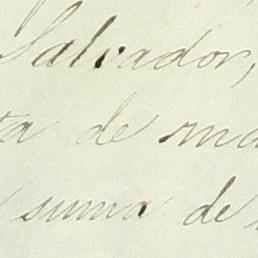 Salvador,
ta de ma
suma de